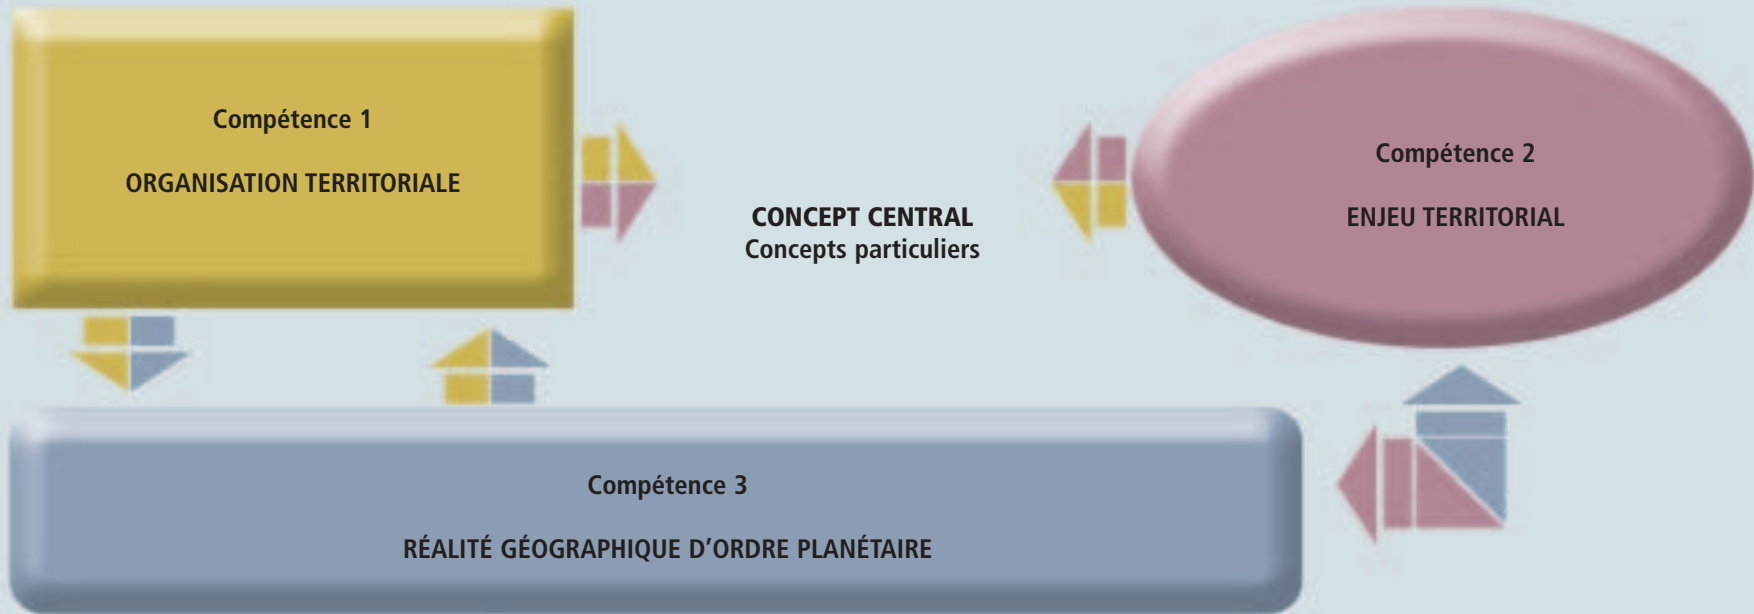 Compétence 1
ORGANISATION TERRITORIALE
CONCEPT CENTRAL
Concepts particuliers
Compétence 2
ENJEU TERRITORIAL
Compétence 3
RÉALITÉ GÉOGRAPHIQUE D’ORDRE PLANÉTAIRE